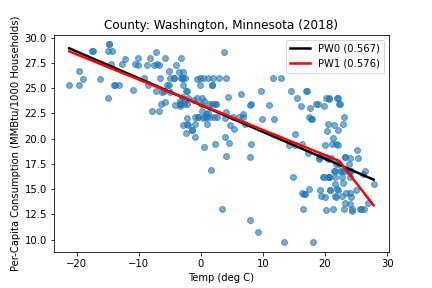 County: Washington, Minnesota (2018)
Per-Capita Consumption (MMBtu/1000 Households)
30.0
27.5
25.0
22.5
20.0
17.5
15.0
12.5
10.0
PW0 (0.567)
PW1 (0.576)
−20 −10 0 10 20 30
Temp (deg C)